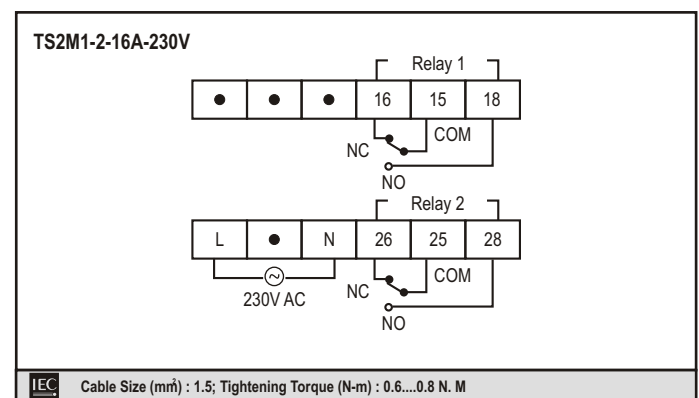 TS2M1-2-16A-230V
Relay 1
● ● ● 16 15 18
NC COM
NO
Relay 2
L ● N 26 25 28
230V AC NC COM
NO
IEC Cable Size (mm²) : 1.5; Tightening Torque (N-m) : 0.6....0.8 N. M